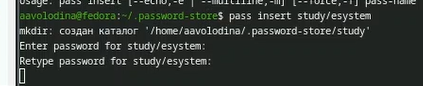 Usage: pass insert [--echo,-e | --multiline,-m] [--force,-f] pass-name
aavolodina@fedora:~/.password-store$ pass insert study/esystem
mkdir: создан каталог '/home/aavolodina/.password-store/study'
Enter password for study/esystem:
Retype password for study/esystem: